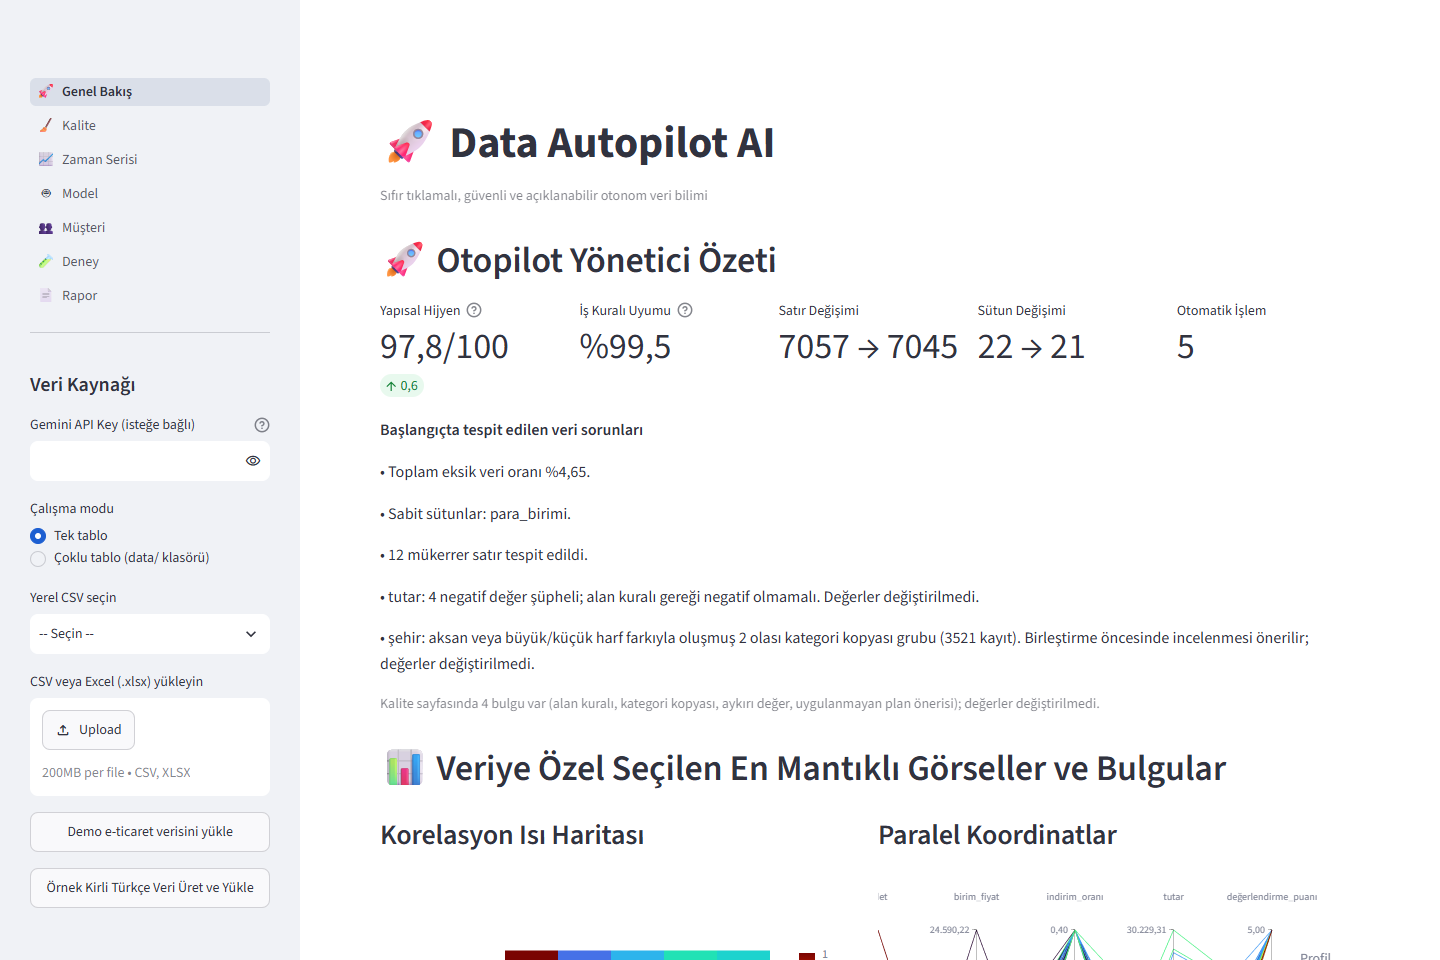 Genel Bakış
Kalite
Zaman Serisi
Model
Müşteri
Deney
Rapor
Veri Kaynağı
Gemini API Key (isteğe bağlı)
Çalışma modu
Tek tablo
Çoklu tablo (data/ klasörü)
Yerel CSV seçin
-- Seçin --
CSV veya Excel (.xlsx) yükleyin
Upload
200MB per file • CSV, XLSX
Demo e-ticaret verisini yükle
Örnek Kirli Türkçe Veri Üret ve Yükle
Data Autopilot AI
Sıfır tıklamalı, güvenli ve açıklanabilir otonom veri bilimi
Otopilot Yönetici Özeti
Yapısal Hijyen
97,8/100
↑ 0,6
İş Kuralı Uyumu
%99,5
Satır Değişimi
7057 → 7045
Sütun Değişimi
22 → 21
Otomatik İşlem
5
Başlangıçta tespit edilen veri sorunları
• Toplam eksik veri oranı %4,65.
• Sabit sütunlar: para_birimi.
• 12 mükerrer satır tespit edildi.
• tutar: 4 negatif değer şüpheli; alan kuralı gereği negatif olmamalı. Değerler değiştirilmedi.
• şehir: aksan veya büyük/küçük harf farkıyla oluşmuş 2 olası kategori kopyası grubu (3521 kayıt). Birleştirme öncesinde incelenmesi önerilir;
değerler değiştirilmedi.
Kalite sayfasında 4 bulgu var (alan kuralı, kategori kopyası, aykırı değer, uygulanmayan plan önerisi); değerler değiştirilmedi.
Veriye Özel Seçilen En Mantıklı Görseller ve Bulgular
Korelasyon Isı Haritası
1
Paralel Koordinatlar
let
birim_fiyat
indirim_oranı
tutar
değerlendirme_puanı
24.590,22
0,40
30.229,31
5,00
Profil